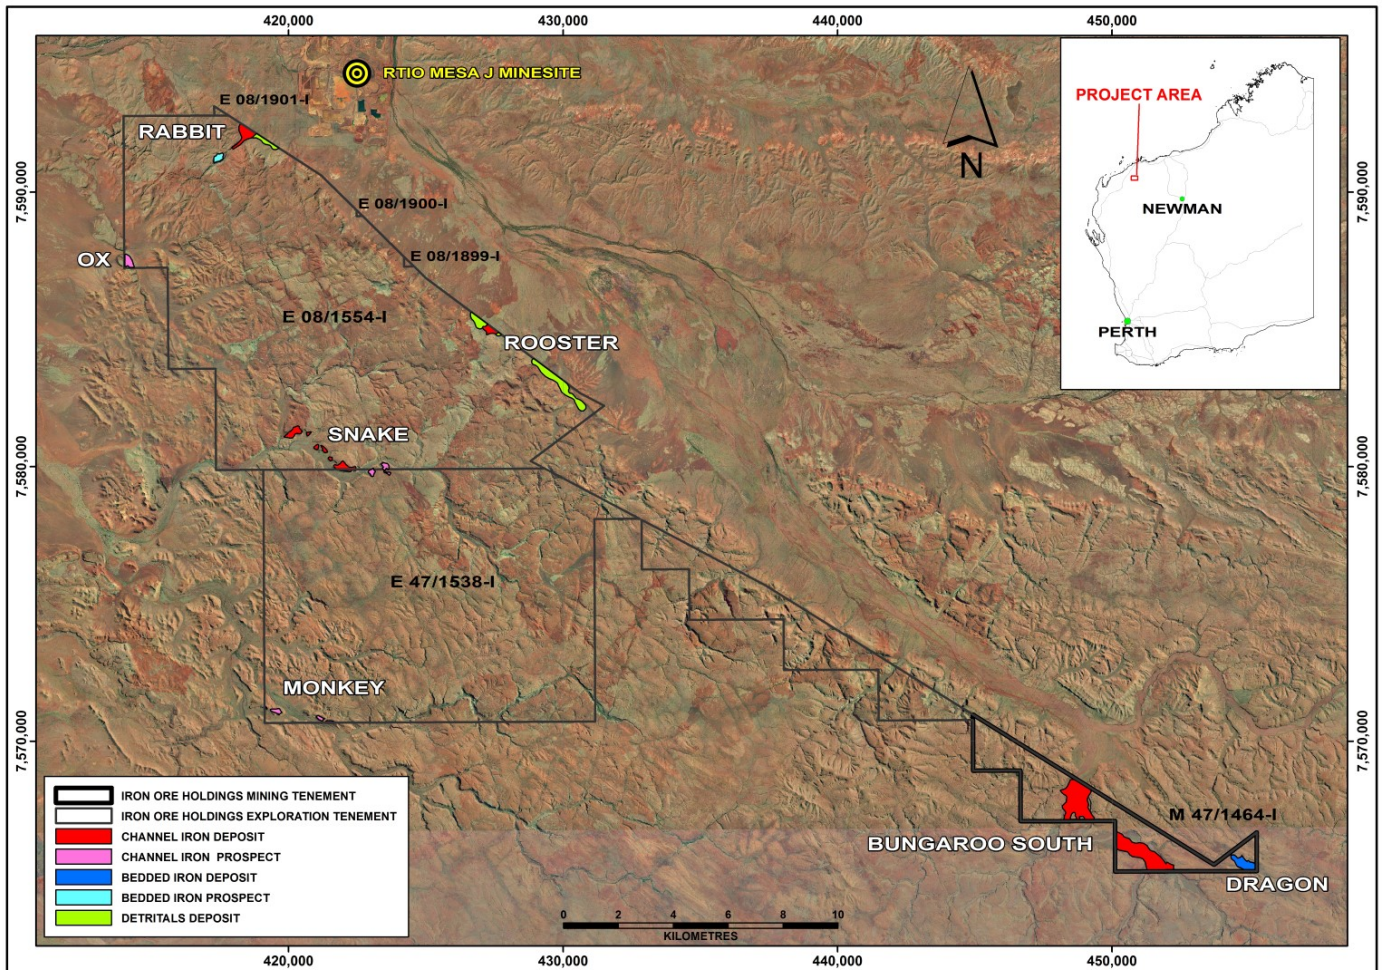 420,000
430,000
440,000
450,000
RTIO MESA J MINESITE
E 08/1901-I
RABBIT
PROJECT AREA
N
7,590,000
7,590,000
E 08/1900-I
NEWMAN
OX
E 08/1899-I
E 08/1554-I
ROOSTER
PERTH
SNAKE
7,580,000
7,580,000
E 47/1538-I
MONKEY
7,570,000
7,570,000
IRON ORE HOLDINGS MINING TENEMENT
IRON ORE HOLDINGS EXPLORATION TENEMENT
CHANNEL IRON DEPOSIT
CHANNEL IRON PROSPECT
BEDDED IRON DEPOSIT
BEDDED IRON PROSPECT
DETRITALS DEPOSIT
M 47/1464-I
BUNGAROO SOUTH
DRAGON
0 2 4 6 8 10
KILOMETRES
420,000
430,000
440,000
450,000